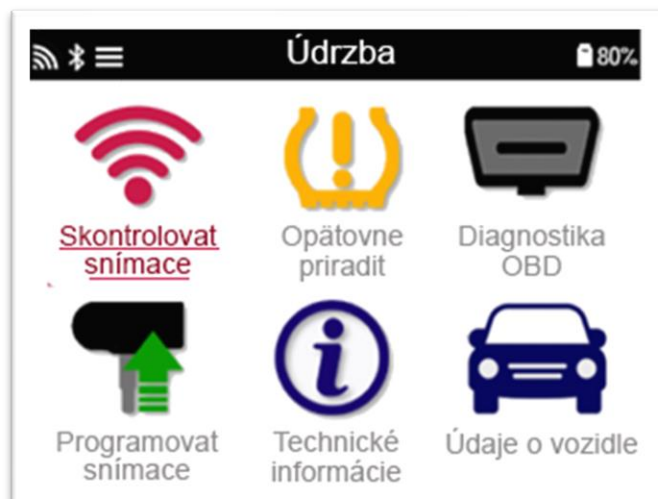 Údrzba
80%
Skontrolovat
snímace
Opätovne
priradit
Diagnostika
OBD
Programovat
snímace
Technické
informácie
Údaje o vozidle